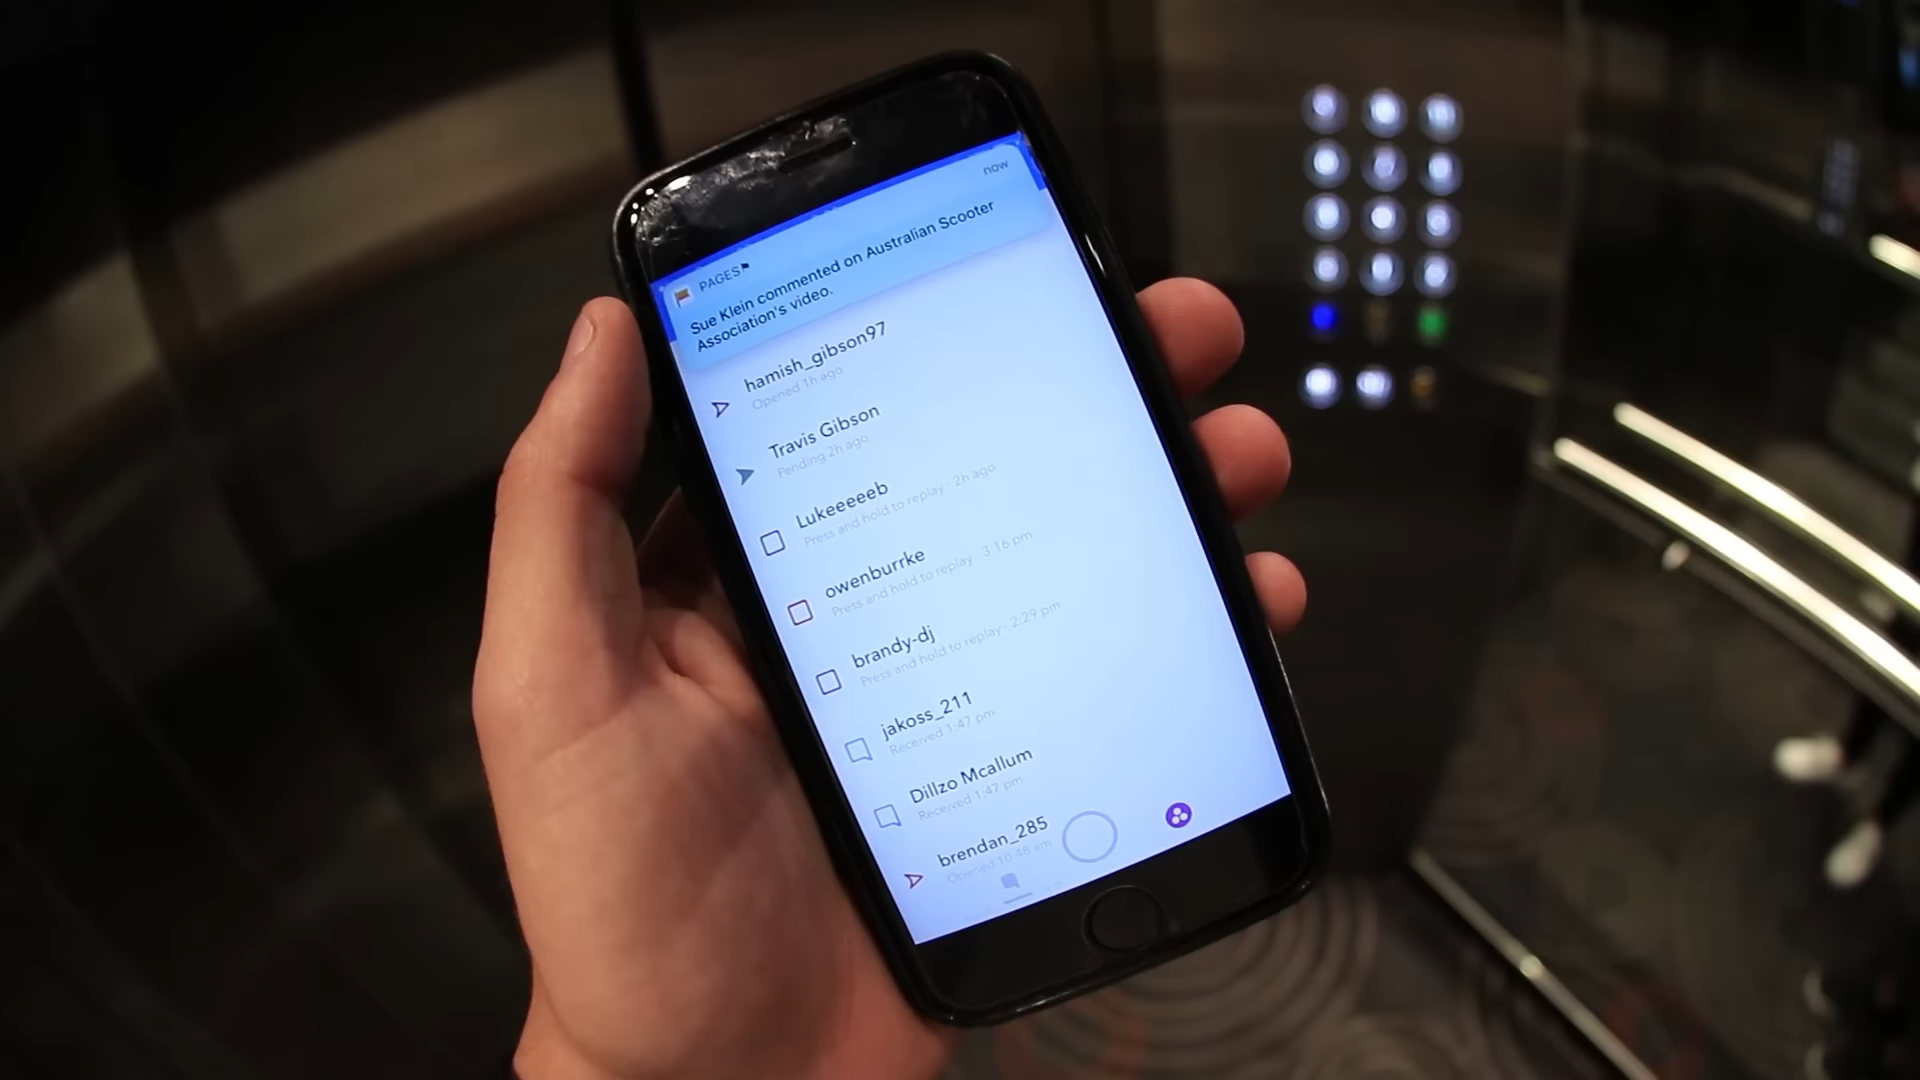 now
PAGES
Sue Klein commented on Australian Scooter
Association's video.
hamish_gibson97
Opened 1h ago
Travis Gibson
Pending 2h ago
Lukeeeeeb
Press and hold to replay · 2h ago
owenburrke
Press and hold to replay · 3:16 pm
brandy-dj
Press and hold to replay · 2:29 pm
jakoss_211
Received 1:47 pm
Dillzo Mcallum
Received 1:47 pm
brendan_285
Opened 10:48 am